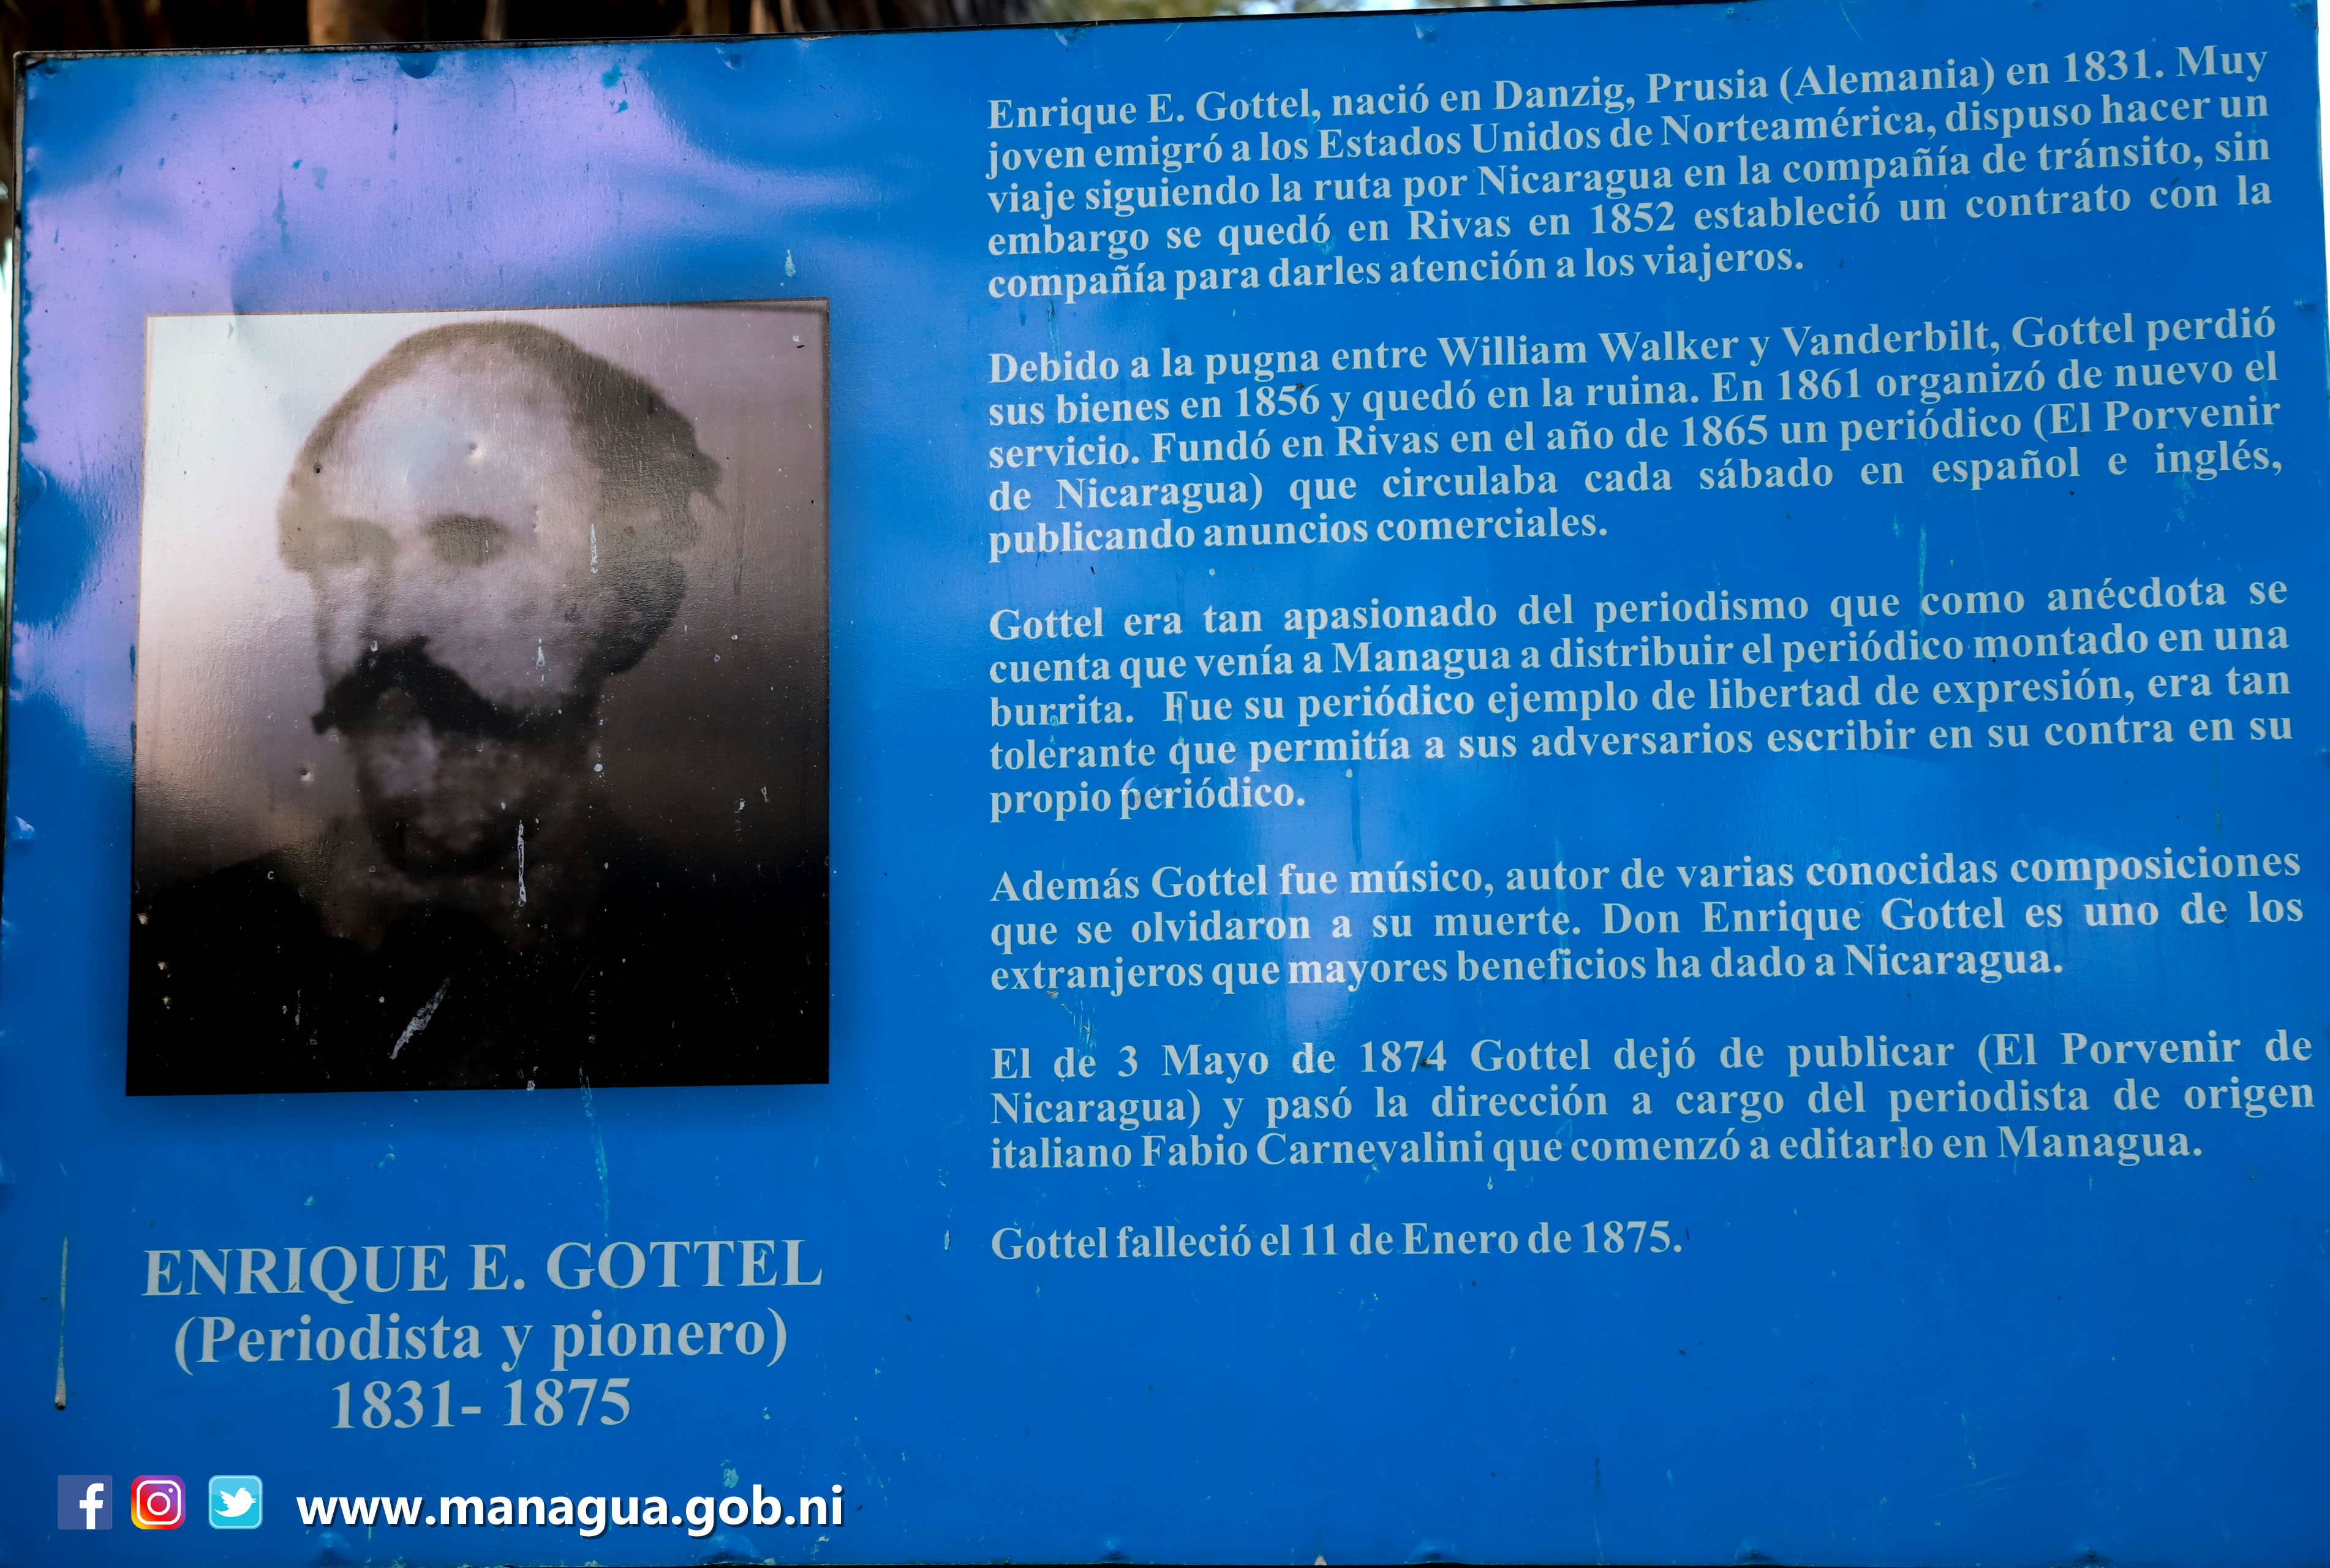 Enrique E. Gottel, nació en Danzig, Prusia (Alemania) en 1831. Muy
joven emigró a los Estados Unidos de Norteamérica, dispuso hacer un
viaje siguiendo la ruta por Nicaragua en la compañía de tránsito, sin
embargo se quedó en Rivas en 1852 estableció un contrato con la
compañía para darles atención a los viajeros.
Debido a la pugna entre William Walker y Vanderbilt, Gottel perdió
sus bienes en 1856 y quedó en la ruina. En 1861 organizó de nuevo el
servicio. Fundó en Rivas en el año de 1865 un periódico (El Porvenir
de Nicaragua) que circulaba cada sábado en español e inglés,
publicando anuncios comerciales.
Gottel era tan apasionado del periodismo que como anécdota se
cuenta que venía a Managua a distribuir el periódico montado en una
burrita. Fue su periódico ejemplo de libertad de expresión, era tan
tolerante que permitía a sus adversarios escribir en su contra en su
propio periódico.
Además Gottel fue músico, autor de varias conocidas composiciones
que se olvidaron a su muerte. Don Enrique Gottel es uno de los
extranjeros que mayores beneficios ha dado a Nicaragua.
El de 3 Mayo de 1874 Gottel dejó de publicar (El Porvenir de
Nicaragua) y pasó la dirección a cargo del periodista de origen
italiano Fabio Carnevalini que comenzó a editarlo en Managua.
Gottel falleció el 11 de Enero de 1875.
ENRIQUE E. GOTTEL
(Periodista y pionero)
1831- 1875
www.managua.gob.ni